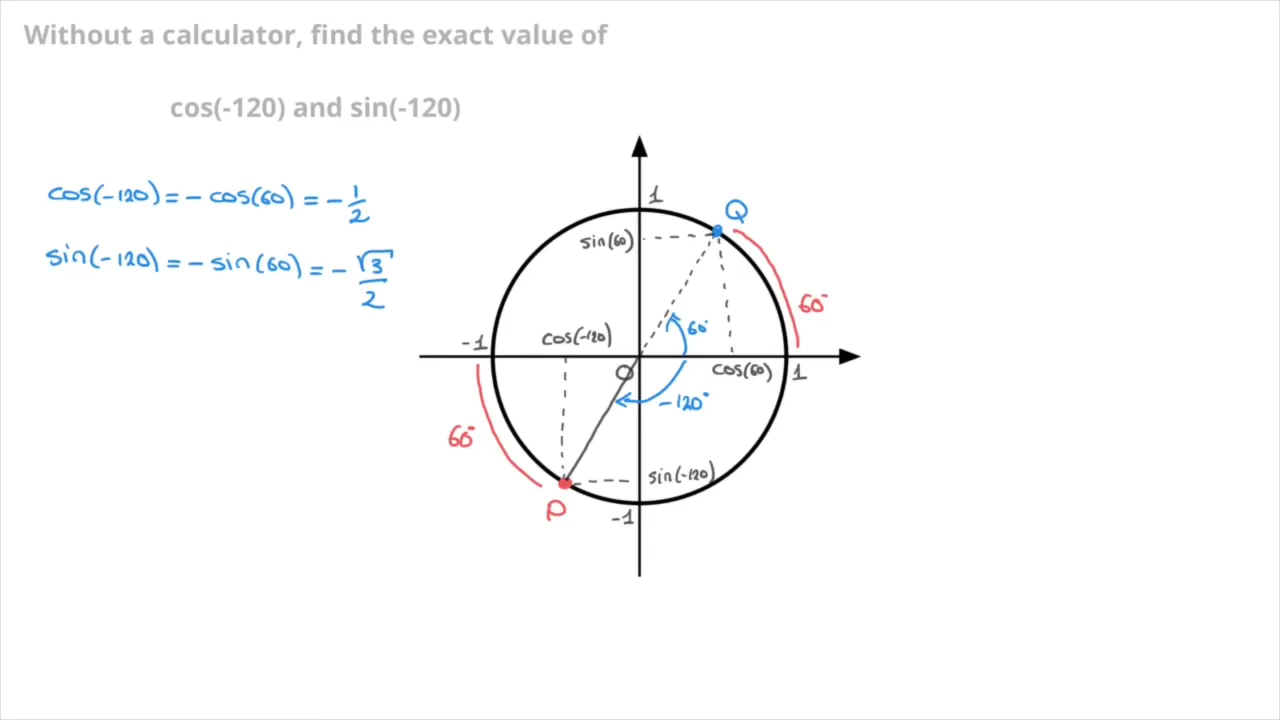 Without a calculator, find the exact value of
cos(-120) and sin(-120)
cos(-120) = - cos(60) = - 1/2
sin(-120) = - sin(60) = - √3/2
1
Q
sin(60)
60°
60°
-1
cos(-120)
O
cos(60)
1
-120°
60°
sin(-120)
P
-1